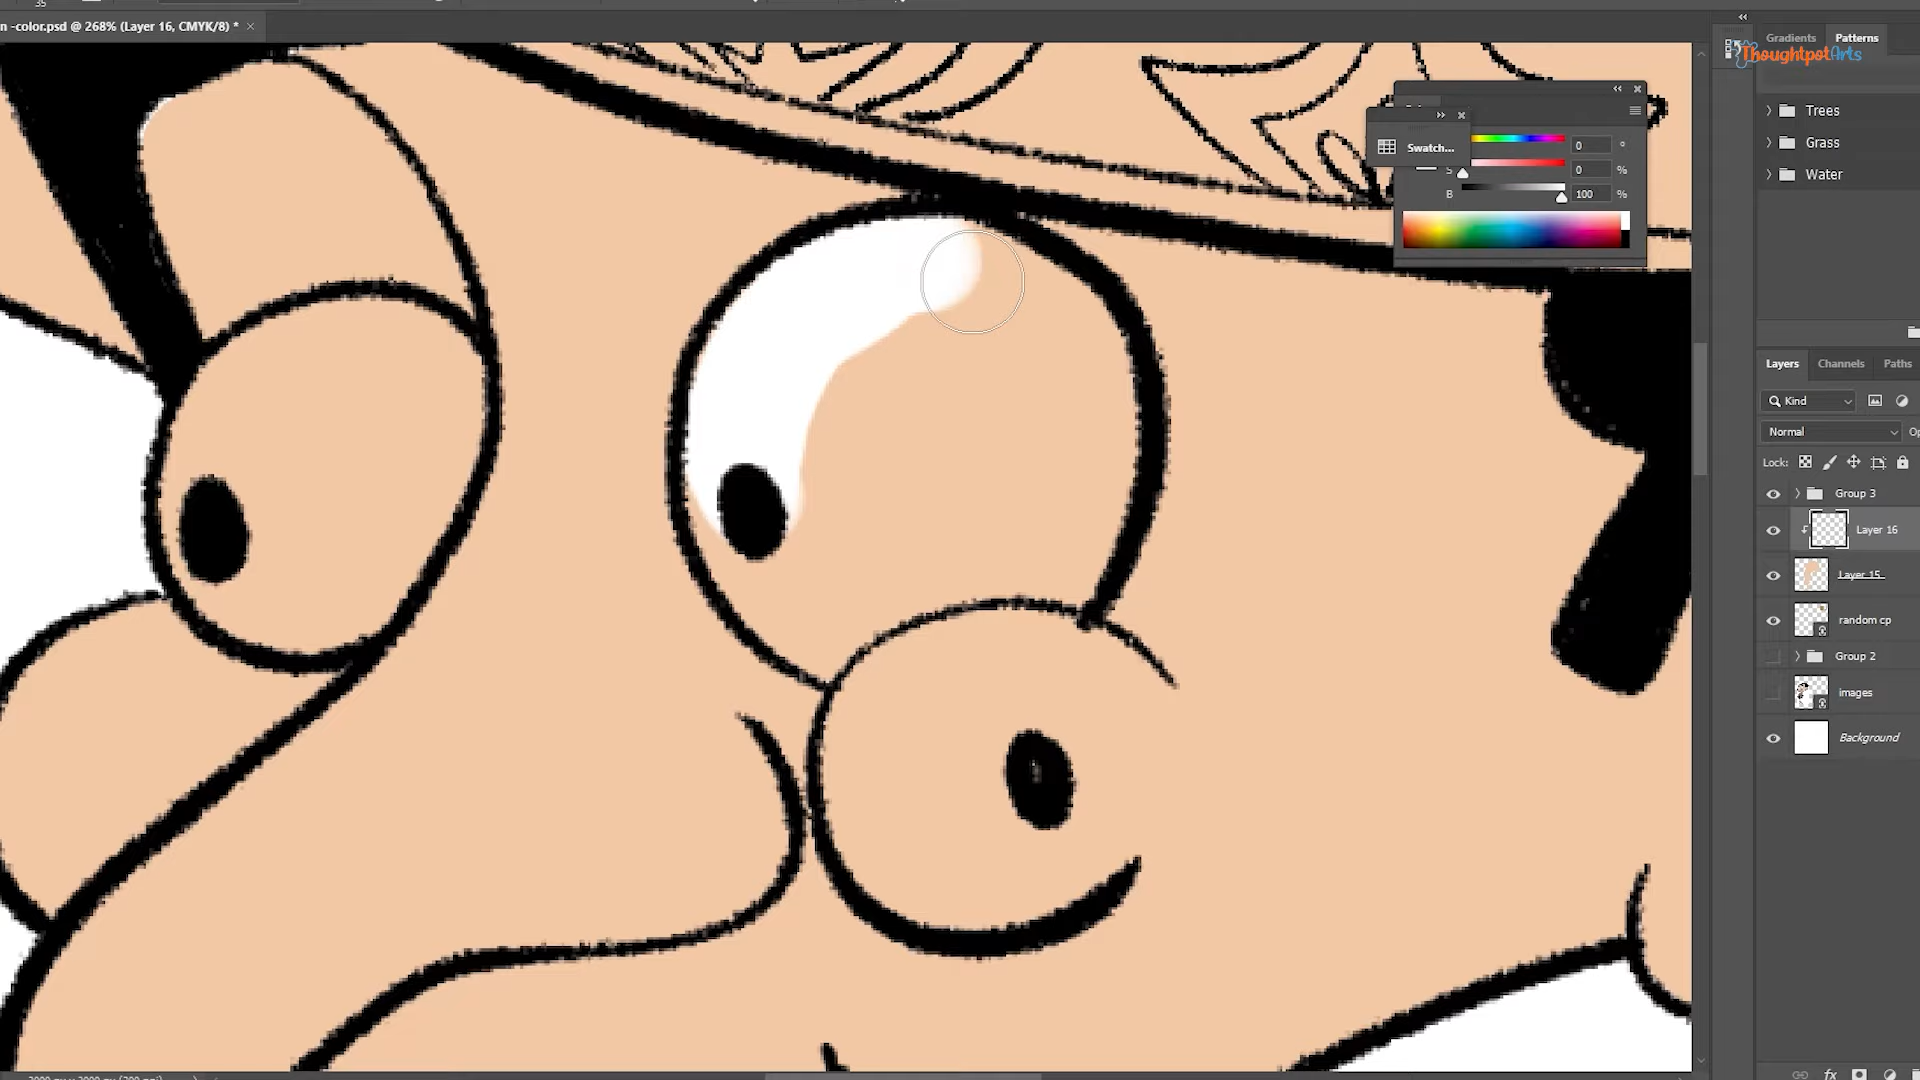 35
n -color.psd @ 268% (Layer 16, CMYK/8) * ×
Gradients Patterns
ThoughtpotArts
Trees
Grass
Water
Swatch...
0 °
S 0 %
B 100 %
Layers Channels Paths
Kind
Normal
Lock:
Group 3
Layer 16
Layer 15
random cp
Group 2
images
Background
fx